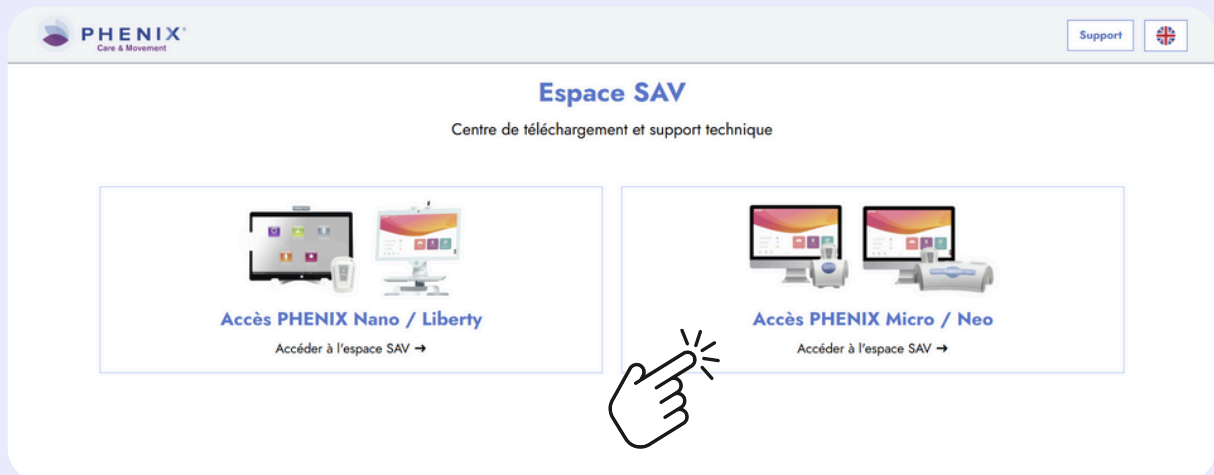 PHENIX®
Care & Movement
Support
Espace SAV
Centre de téléchargement et support technique
Accès PHENIX Nano / Liberty
Accéder à l'espace SAV →
Accès PHENIX Micro / Neo
Accéder à l'espace SAV →